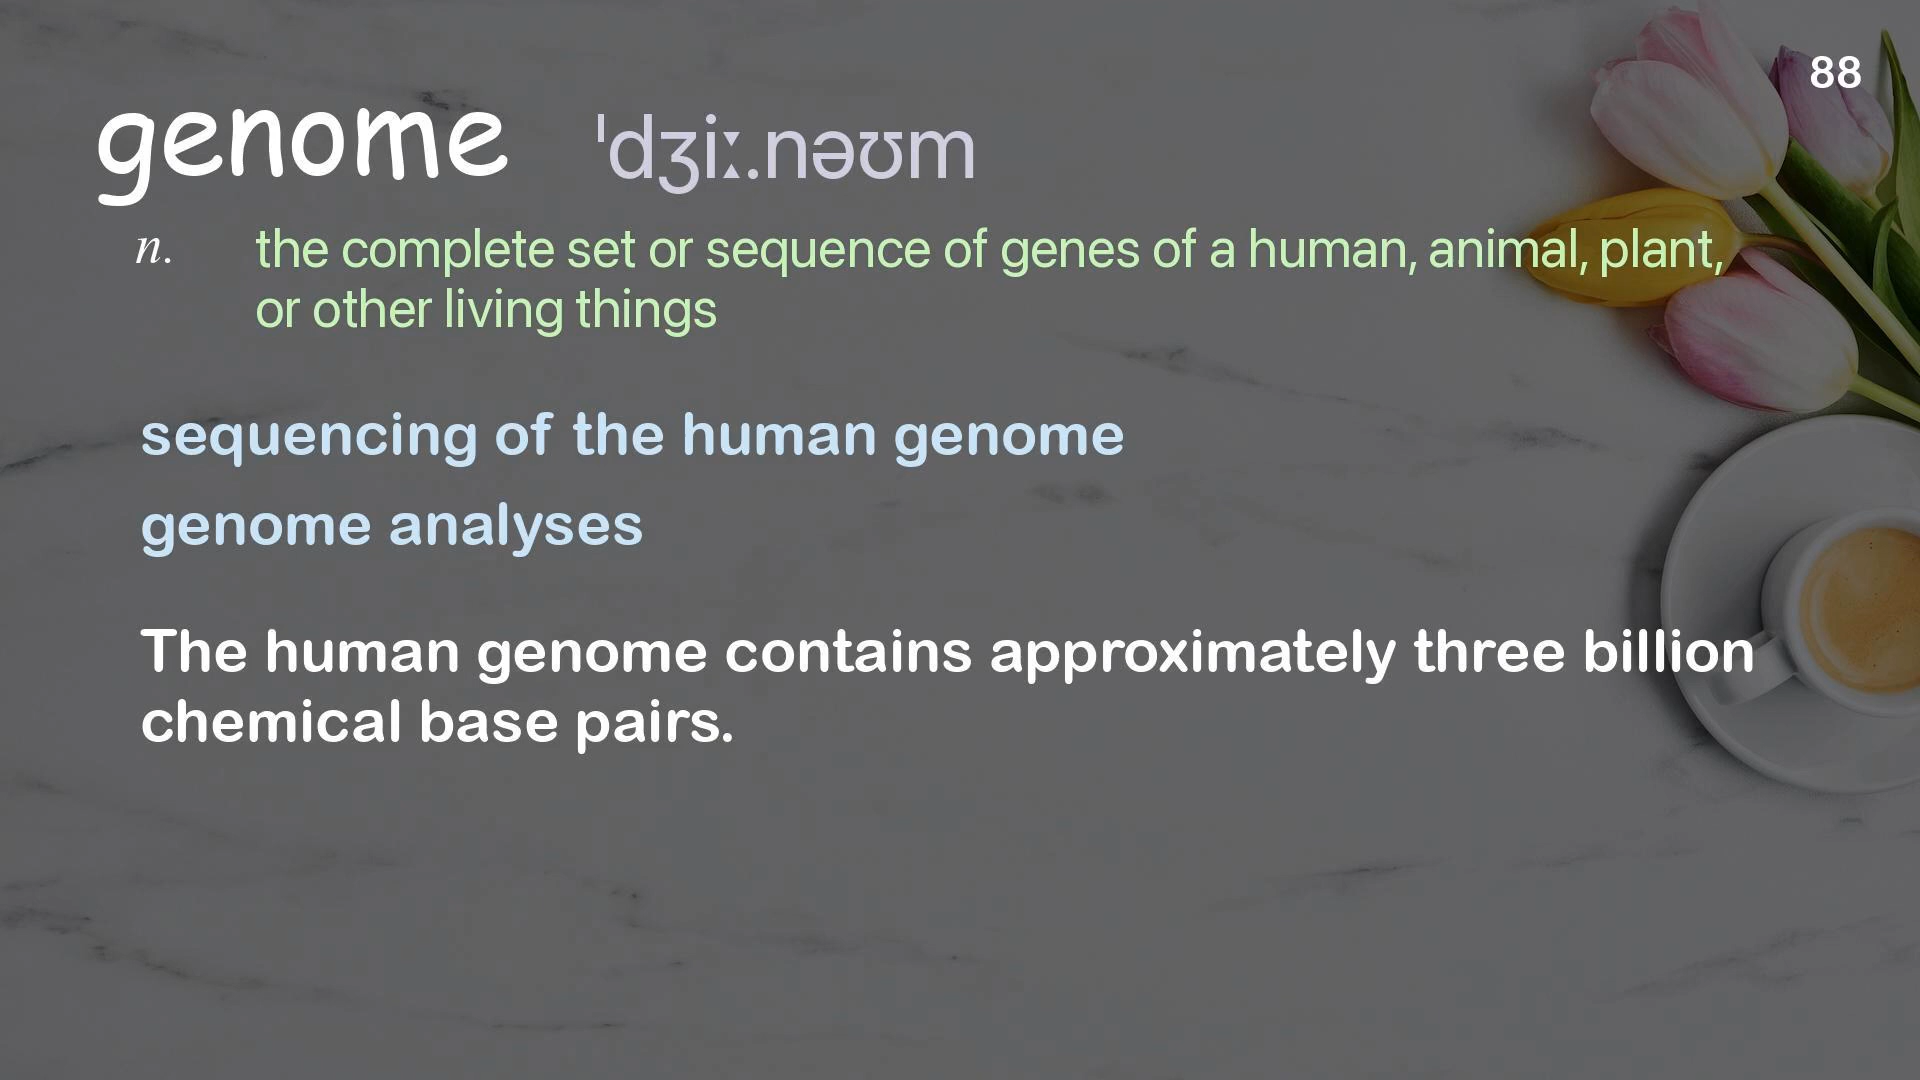 88
genome ˈdʒiː.nəʊm
n. the complete set or sequence of genes of a human, animal, plant,
or other living things
sequencing of the human genome
genome analyses
The human genome contains approximately three billion
chemical base pairs.